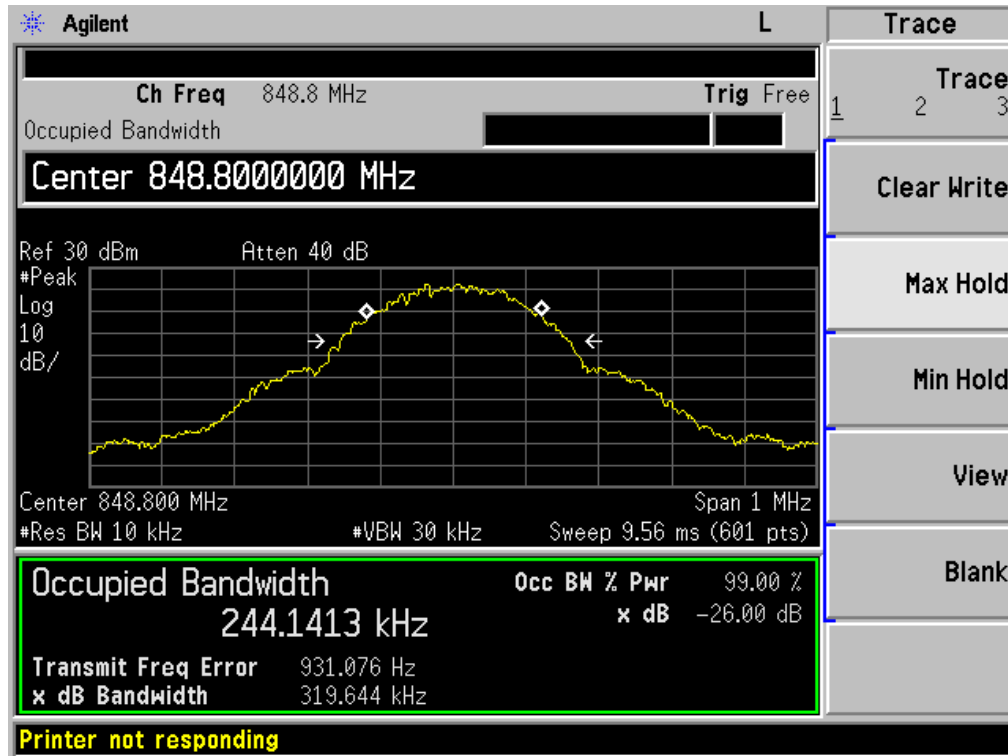 Agilent L Trace
Ch Freq 848.8 MHz Trig Free
Occupied Bandwidth
Center 848.8000000 MHz
Ref 30 dBm Atten 40 dB
#Peak
Log
10
dB/
Center 848.800 MHz Span 1 MHz
#Res BW 10 kHz #VBW 30 kHz Sweep 9.56 ms (601 pts)
Occupied Bandwidth Occ BW % Pwr 99.00 %
244.1413 kHz x dB -26.00 dB
Transmit Freq Error 931.076 Hz
x dB Bandwidth 319.644 kHz
Printer not responding
Trace
1 2 3
Clear Write
Max Hold
Min Hold
View
Blank